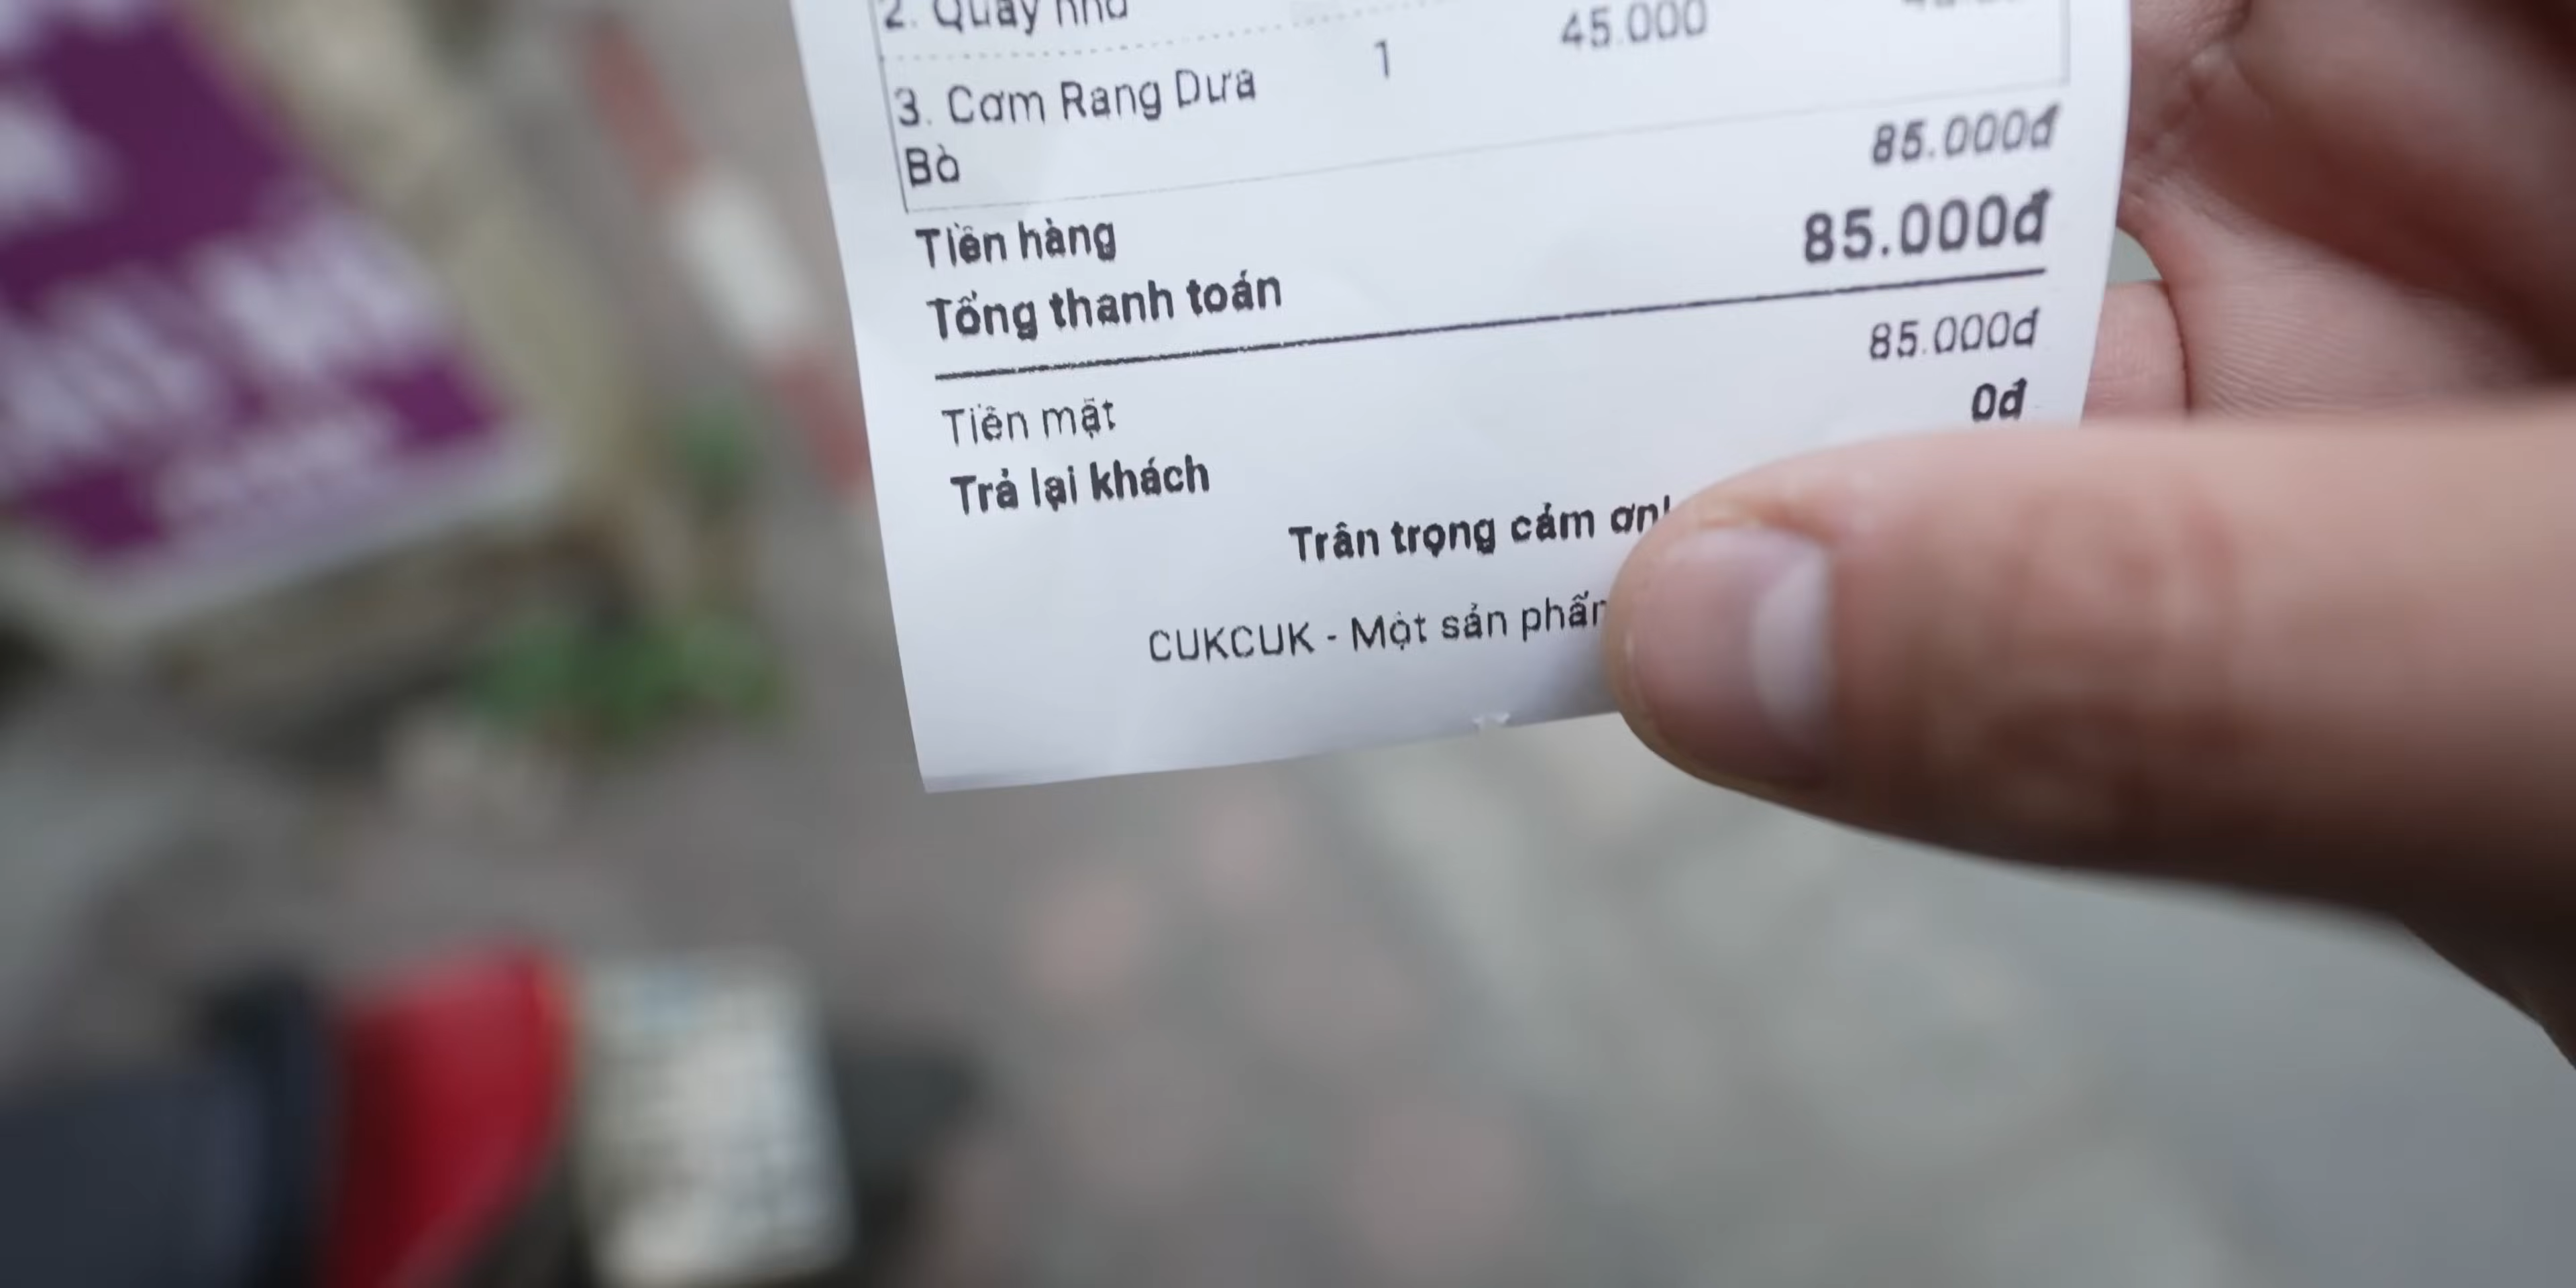 2. Quẩy nhỏ
3. Cơm Rang Dưa 1 45.000
Bò
Tiền hàng 85.000đ
Tổng thanh toán 85.000đ
Tiền mặt 85.000đ
Trả lại khách 0đ
Trân trọng cảm ơn!
CUKCUK - Một sản phẩm